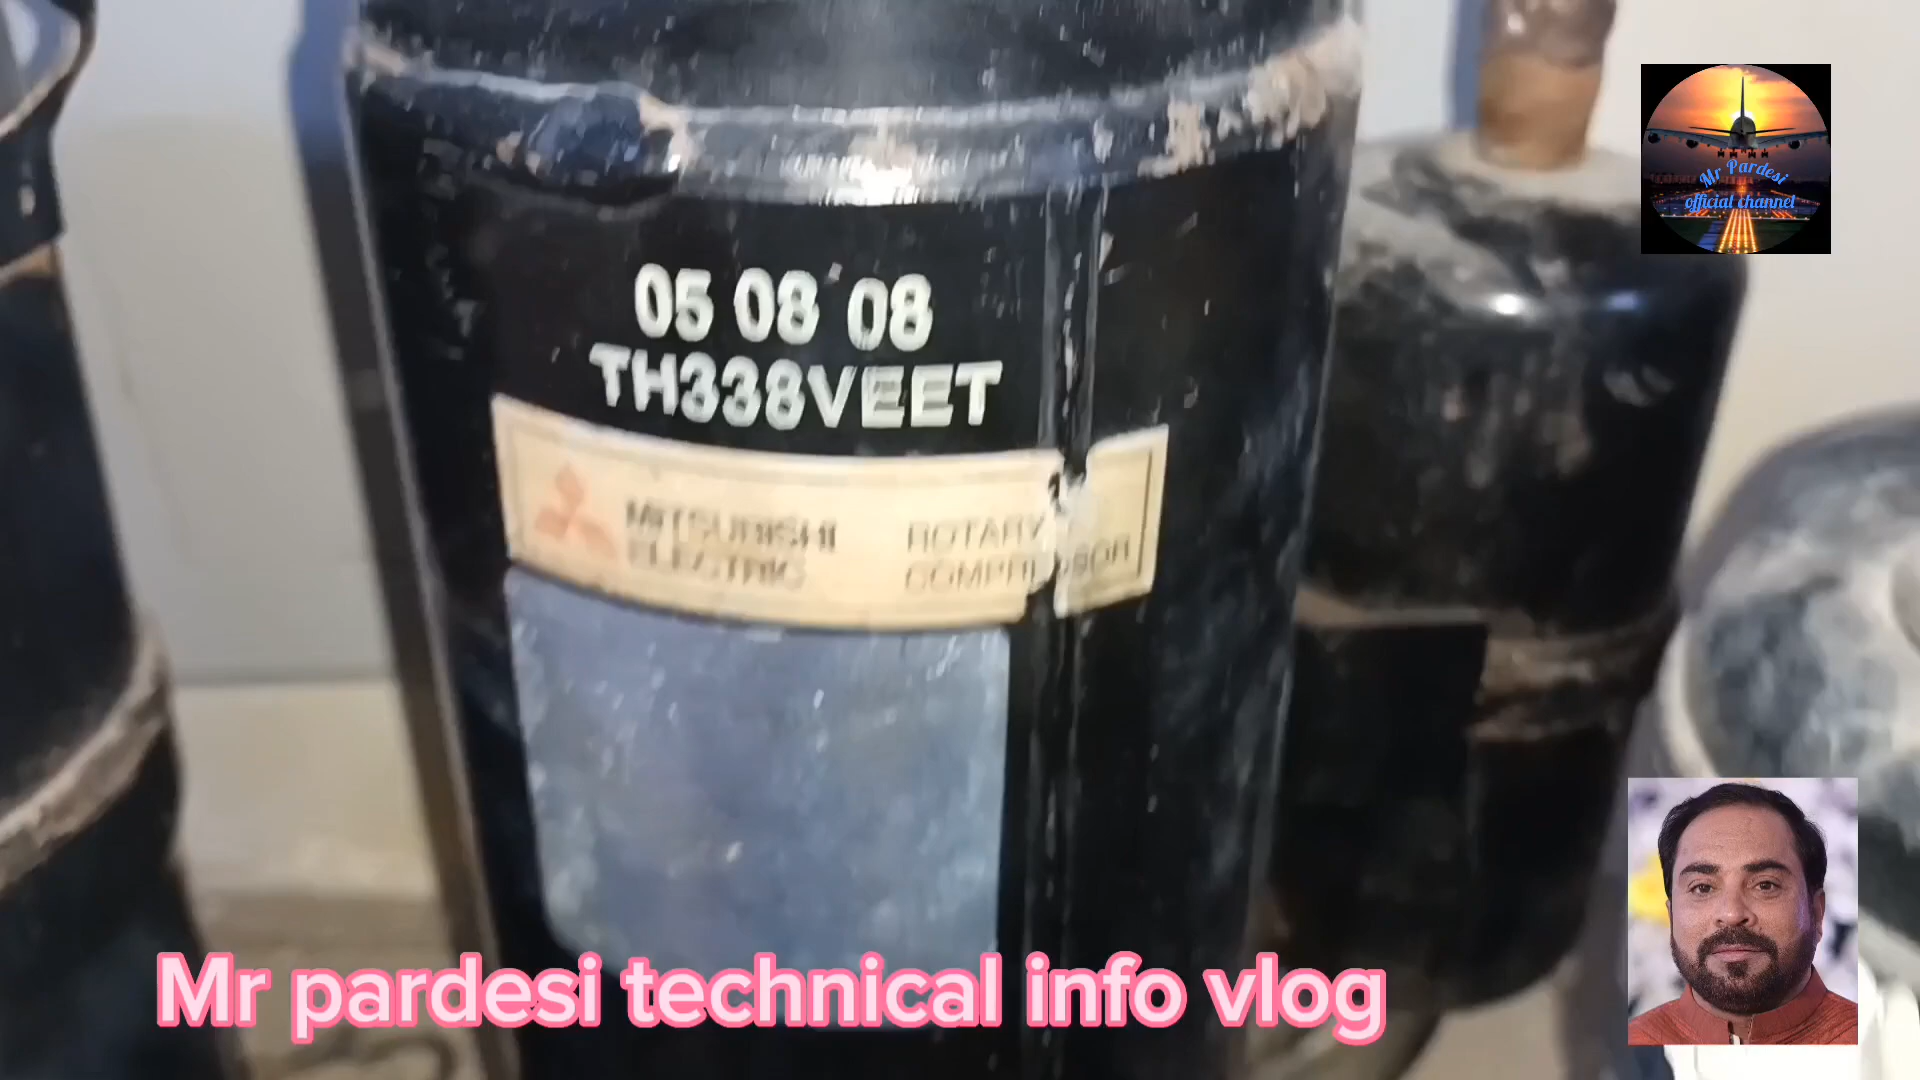 05 08 08
TH338VEET
MITSUBISHI
ELECTRIC
ROTARY
COMPRESSOR
Mr Pardesi
official channel
Mr pardesi technical info vlog